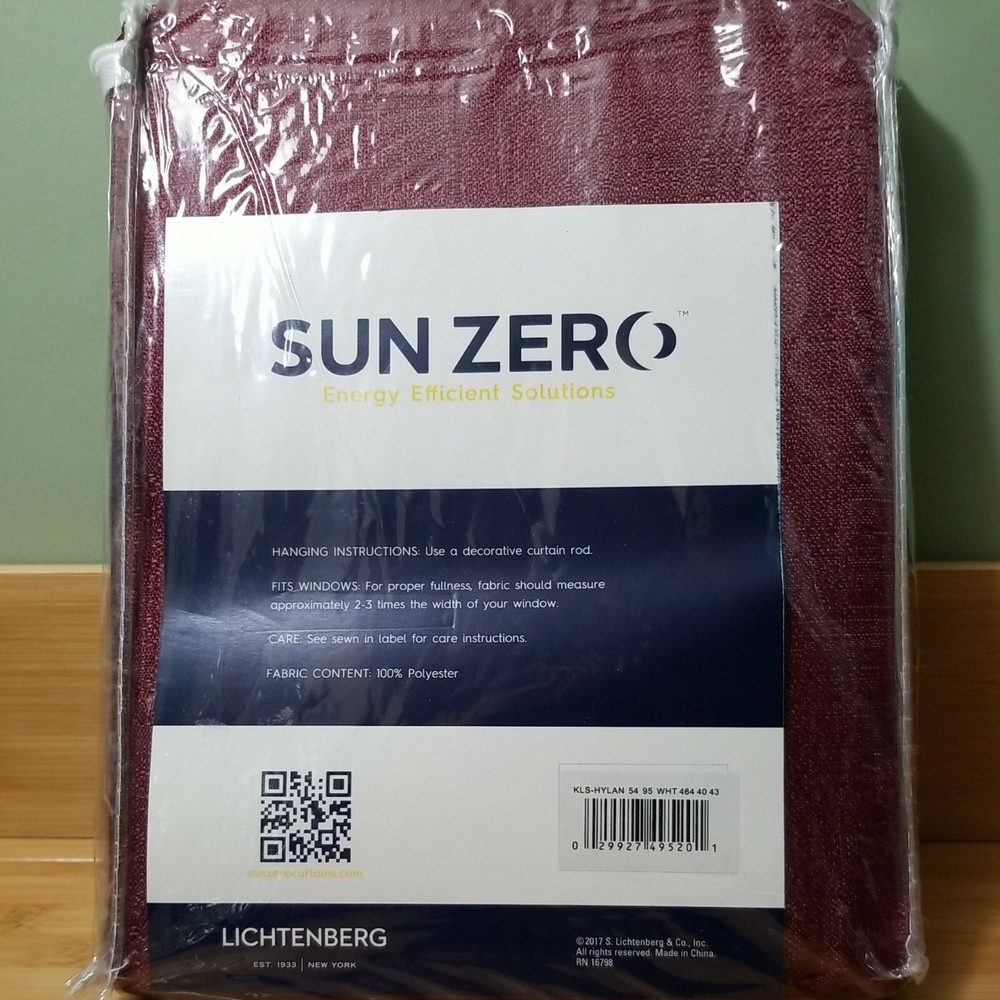 SUN ZERO™
Energy Efficient Solutions
HANGING INSTRUCTIONS: Use a decorative curtain rod.
FITS WINDOWS: For proper fullness, fabric should measure
approximately 2-3 times the width of your window.
CARE: See sewn in label for care instructions.
FABRIC CONTENT: 100% Polyester
KLS-HYLAN 54 95 WHT 464 40 43
0 29927 49520 1
sunzerocurtains.com
LICHTENBERG
EST. 1933 | NEW YORK
©2017 S. Lichtenberg & Co., Inc.
All rights reserved. Made in China.
RN 16798